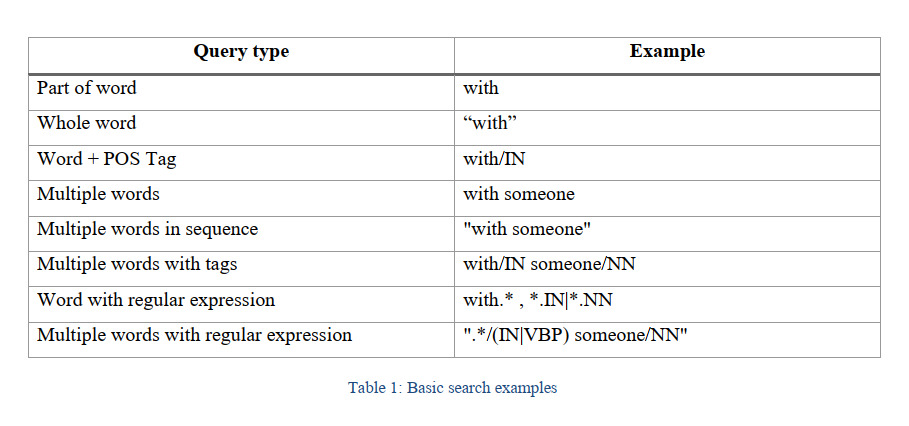 Query type Example
Part of word with
Whole word “with”
Word + POS Tag with/IN
Multiple words with someone
Multiple words in sequence "with someone"
Multiple words with tags with/IN someone/NN
Word with regular expression with.* , *.IN|*.NN
Multiple words with regular expression ".*/(IN|VBP) someone/NN"
Table 1: Basic search examples